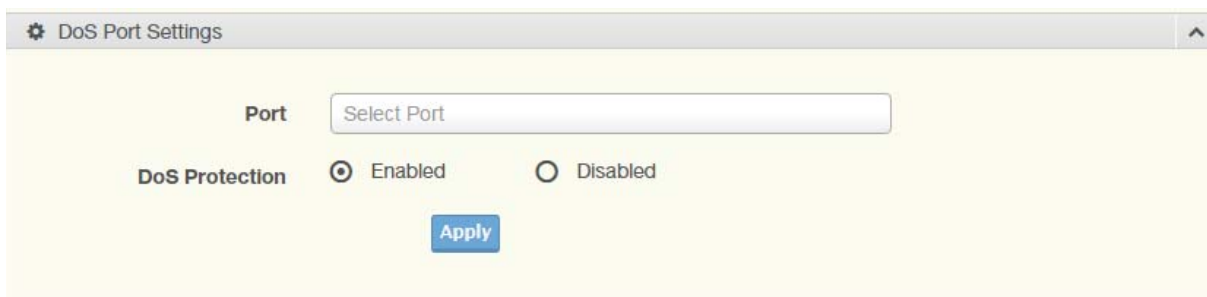 DoS Port Settings
Port Select Port
DoS Protection Enabled Disabled
Apply